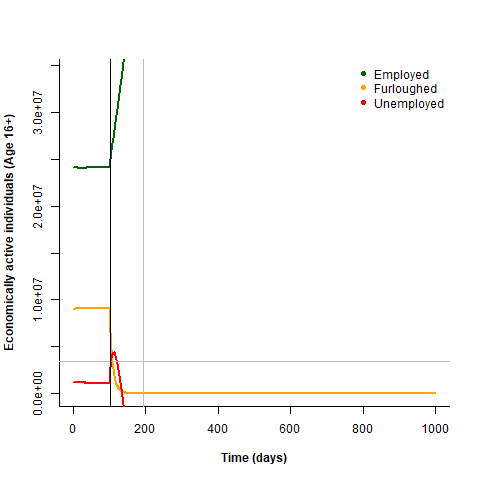 Employed
Furloughed
Unemployed
Economically active individuals (Age 16+)
3.0e+07
2.0e+07
1.0e+07
0.0e+00
0 200 400 600 800 1000
Time (days)